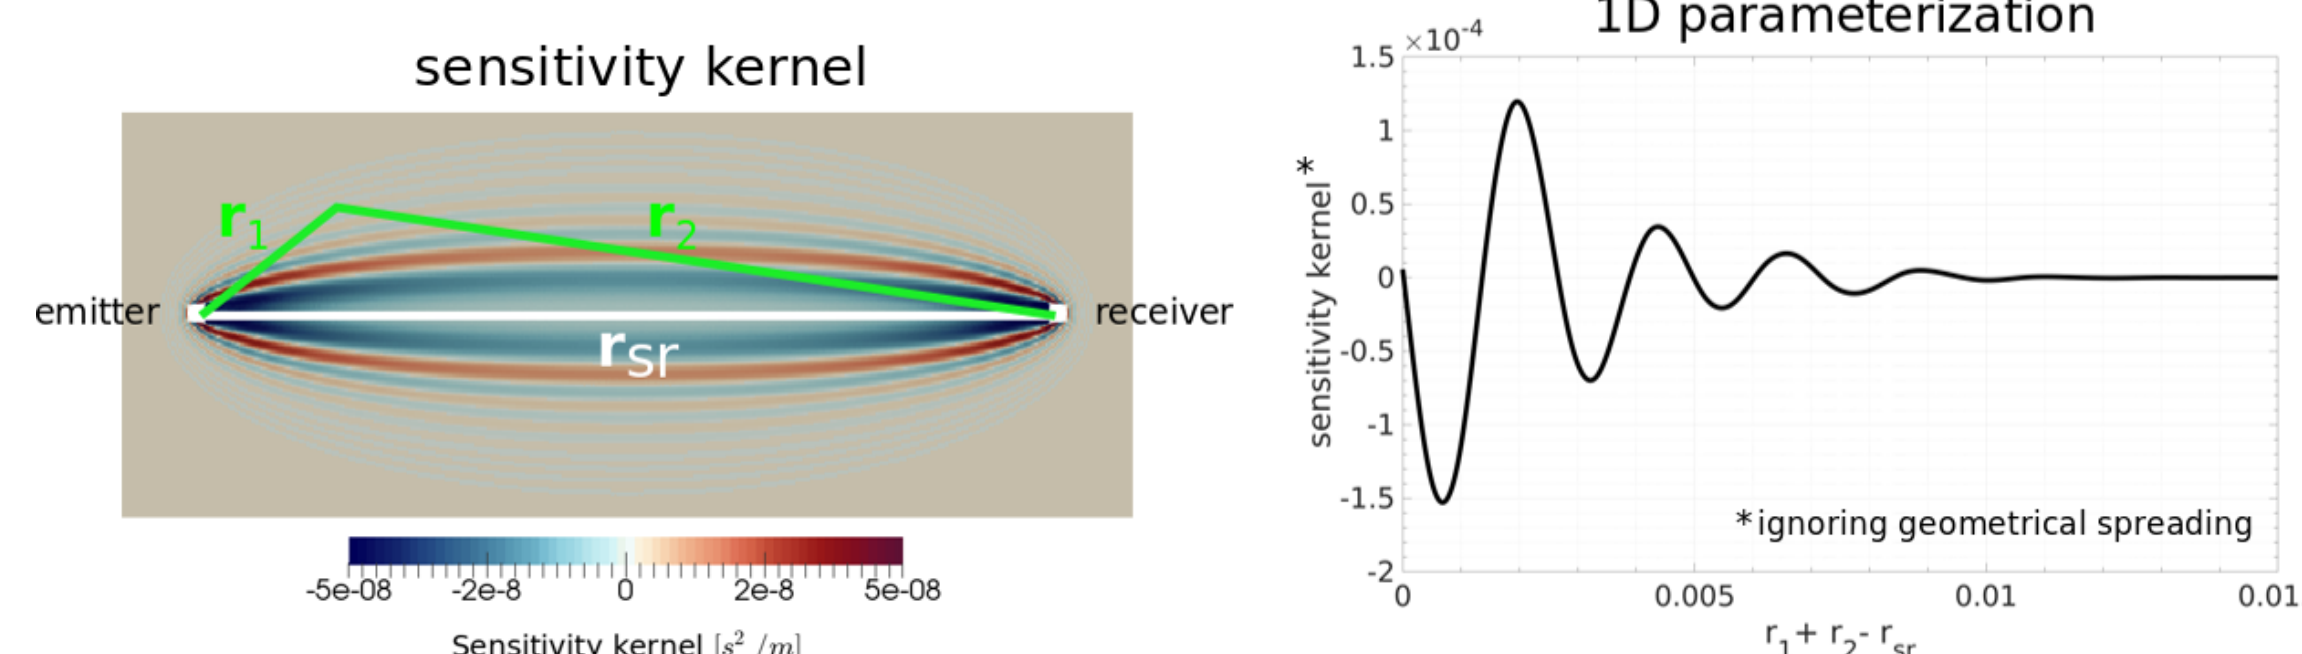 sensitivity kernel
r1
r2
emitter
receiver
rsr
-5e-08 -2e-8 0 2e-8 5e-08
Sensitivity kernel [s² /m]
1D parameterization
×10⁻⁴
1.5
1
0.5
0
-0.5
-1
-1.5
-2
sensitivity kernel*
*ignoring geometrical spreading
0 0.005 0.01 0.01
r1+ r2- rsr